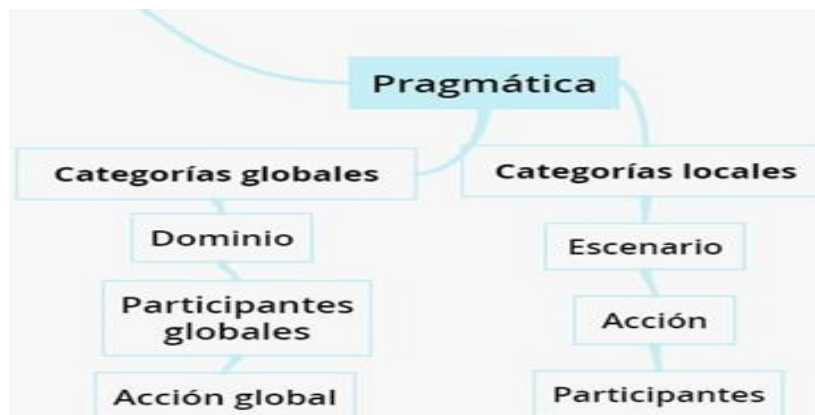 Pragmática
Categorías globales
Dominio
Participantes
globales
Acción global
Categorías locales
Escenario
Acción
Participantes